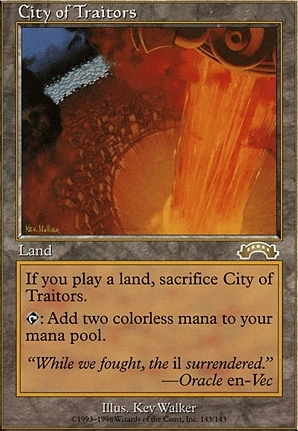 City of Traitors
Kev Walker
Land
If you play a land, sacrifice City of
Traitors.
: Add two colorless mana to your
mana pool.
“While we fought, the il surrendered.”
—Oracle en-Vec
Illus. Kev Walker
©1993–1998 Wizards of the Coast, Inc. 143/143